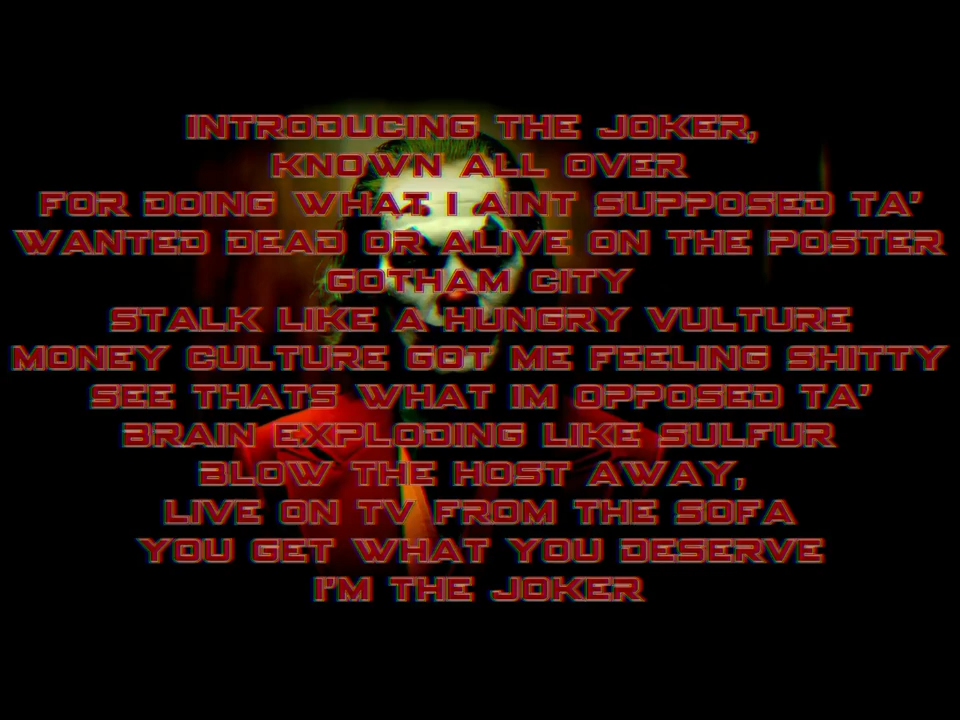 INTRODUCING THE JOKER,
KNOWN ALL OVER
FOR DOING WHAT I AINT SUPPOSED TA'
WANTED DEAD OR ALIVE ON THE POSTER
GOTHAM CITY
STALK LIKE A HUNGRY VULTURE
MONEY CULTURE GOT ME FEELING SHITTY
SEE THATS WHAT IM OPPOSED TA'
BRAIN EXPLODING LIKE SULFUR
BLOW THE HOST AWAY,
LIVE ON TV FROM THE SOFA
YOU GET WHAT YOU DESERVE
I'M THE JOKER